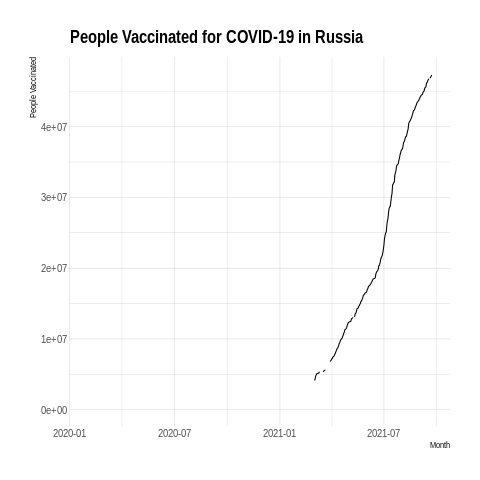 People Vaccinated for COVID-19 in Russia
People Vaccinated
4e+07
3e+07
2e+07
1e+07
0e+00
2020-01 2020-07 2021-01 2021-07
Month